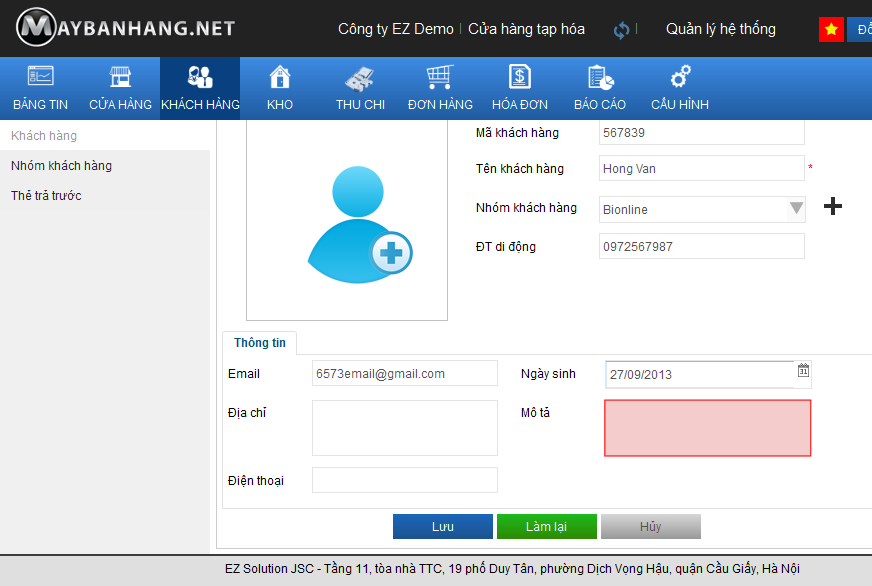 MAYBANHANG.NET
Công ty EZ Demo | Cửa hàng tạp hóa | Quản lý hệ thống
BẢNG TIN CỬA HÀNG KHÁCH HÀNG KHO THU CHI ĐƠN HÀNG HÓA ĐƠN BÁO CÁO CẤU HÌNH
Khách hàng
Nhóm khách hàng
Thẻ trả trước
Mã khách hàng 567839
Tên khách hàng Hong Van *
Nhóm khách hàng Bionline
ĐT di động 0972567987
Thông tin
Email 6573email@gmail.com Ngày sinh 27/09/2013 31
Địa chỉ Mô tả
Điện thoại
Lưu Làm lại Hủy
EZ Solution JSC - Tầng 11, tòa nhà TTC, 19 phố Duy Tân, phường Dịch Vọng Hậu, quận Cầu Giấy, Hà Nội